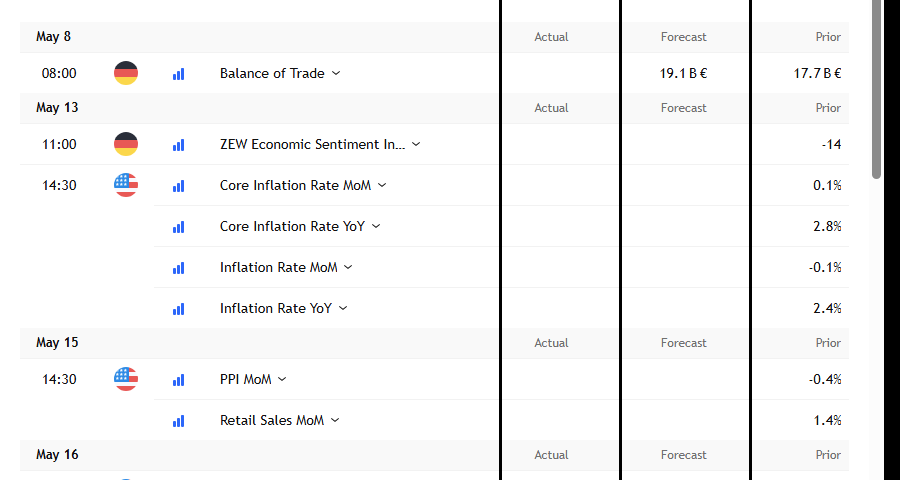 May 8 Actual Forecast Prior
08:00 Balance of Trade 19.1 B € 17.7 B €
May 13 Actual Forecast Prior
11:00 ZEW Economic Sentiment In... -14
14:30 Core Inflation Rate MoM 0.1%
Core Inflation Rate YoY 2.8%
Inflation Rate MoM -0.1%
Inflation Rate YoY 2.4%
May 15 Actual Forecast Prior
14:30 PPI MoM -0.4%
Retail Sales MoM 1.4%
May 16 Actual Forecast Prior